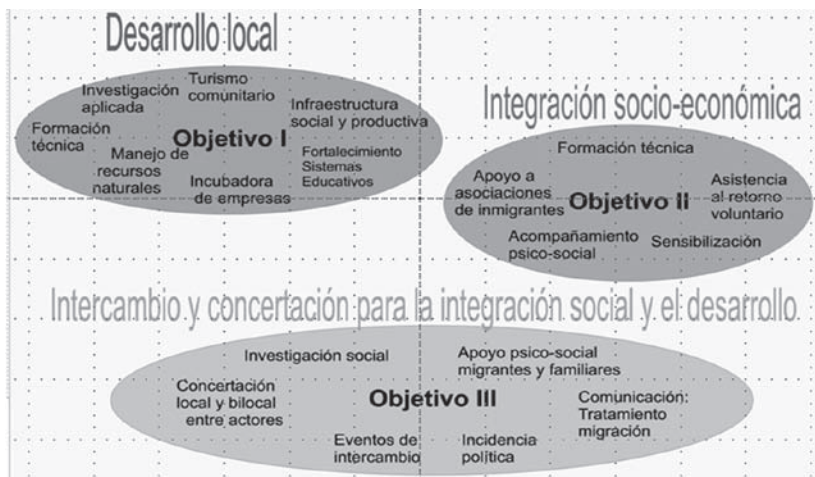 Desarrollo local
Turismo
comunitario
Investigación
aplicada
Infraestructura
social y productiva
Formación
técnica
Objetivo I
Manejo de
recursos
naturales
Fortalecimiento
Sistemas
Educativos
Incubadora
de empresas
Integración socio-económica
Formación técnica
Apoyo a
asociaciones
de inmigrantes
Objetivo II
Asistencia
al retorno
voluntario
Acompañamiento
psico-social
Sensibilización
Intercambio y concertación para la integración social y el desarrollo
Investigación social
Apoyo psico-social
migrantes y familiares
Concertación
local y bilocal
entre actores
Objetivo III
Comunicación:
Tratamiento
migración
Eventos de
intercambio
Incidencia
política